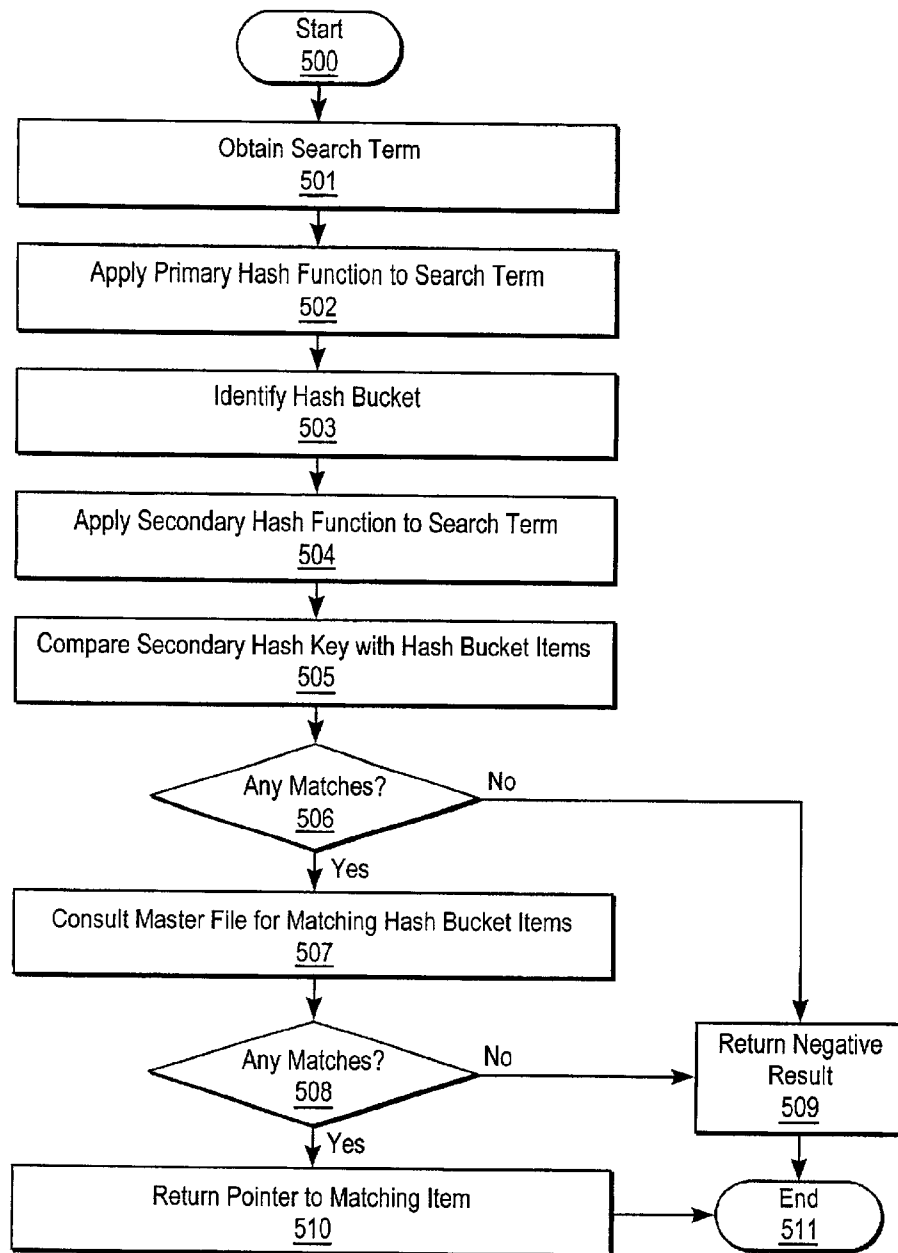 Start
500
Obtain Search Term
501
Apply Primary Hash Function to Search Term
502
Identify Hash Bucket
503
Apply Secondary Hash Function to Search Term
504
Compare Secondary Hash Key with Hash Bucket Items
505
Any Matches?
506
No
Yes
Consult Master File for Matching Hash Bucket Items
507
Any Matches?
508
No
Yes
Return Negative
Result
509
Return Pointer to Matching Item
510
End
511